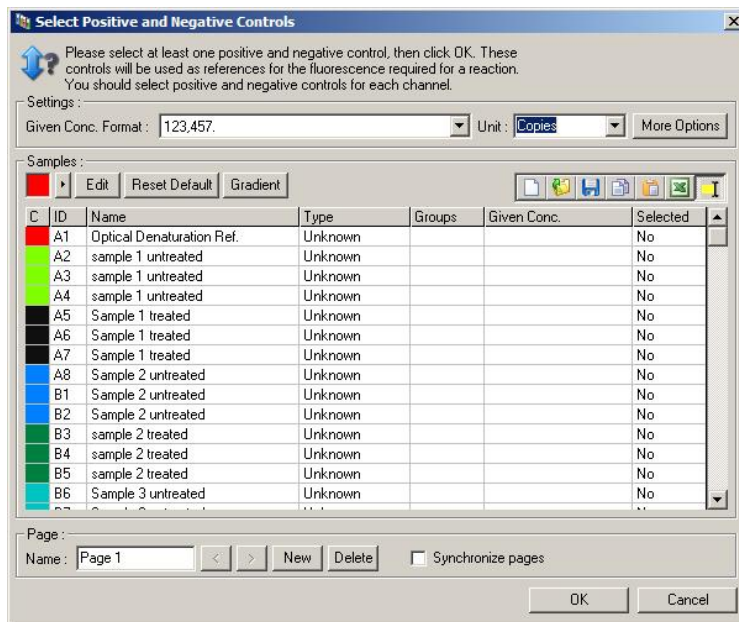 Select Positive and Negative Controls
Please select at least one positive and negative control, then click OK. These
controls will be used as references for the fluorescence required for a reaction.
You should select positive and negative controls for each channel.
Settings :
Given Conc. Format : 123,457. Unit : Copies More Options
Samples :
Edit Reset Default Gradient
C ID Name Type Groups Given Conc. Selected
A1 Optical Denaturation Ref. Unknown No
A2 sample 1 untreated Unknown No
A3 sample 1 untreated Unknown No
A4 sample 1 untreated Unknown No
A5 Sample 1 treated Unknown No
A6 Sample 1 treated Unknown No
A7 Sample 1 treated Unknown No
A8 Sample 2 untreated Unknown No
B1 Sample 2 untreated Unknown No
B2 Sample 2 untreated Unknown No
B3 sample 2 treated Unknown No
B4 sample 2 treated Unknown No
B5 sample 2 treated Unknown No
B6 Sample 3 untreated Unknown No
Page :
Name : Page 1 < > New Delete Synchronize pages
OK Cancel